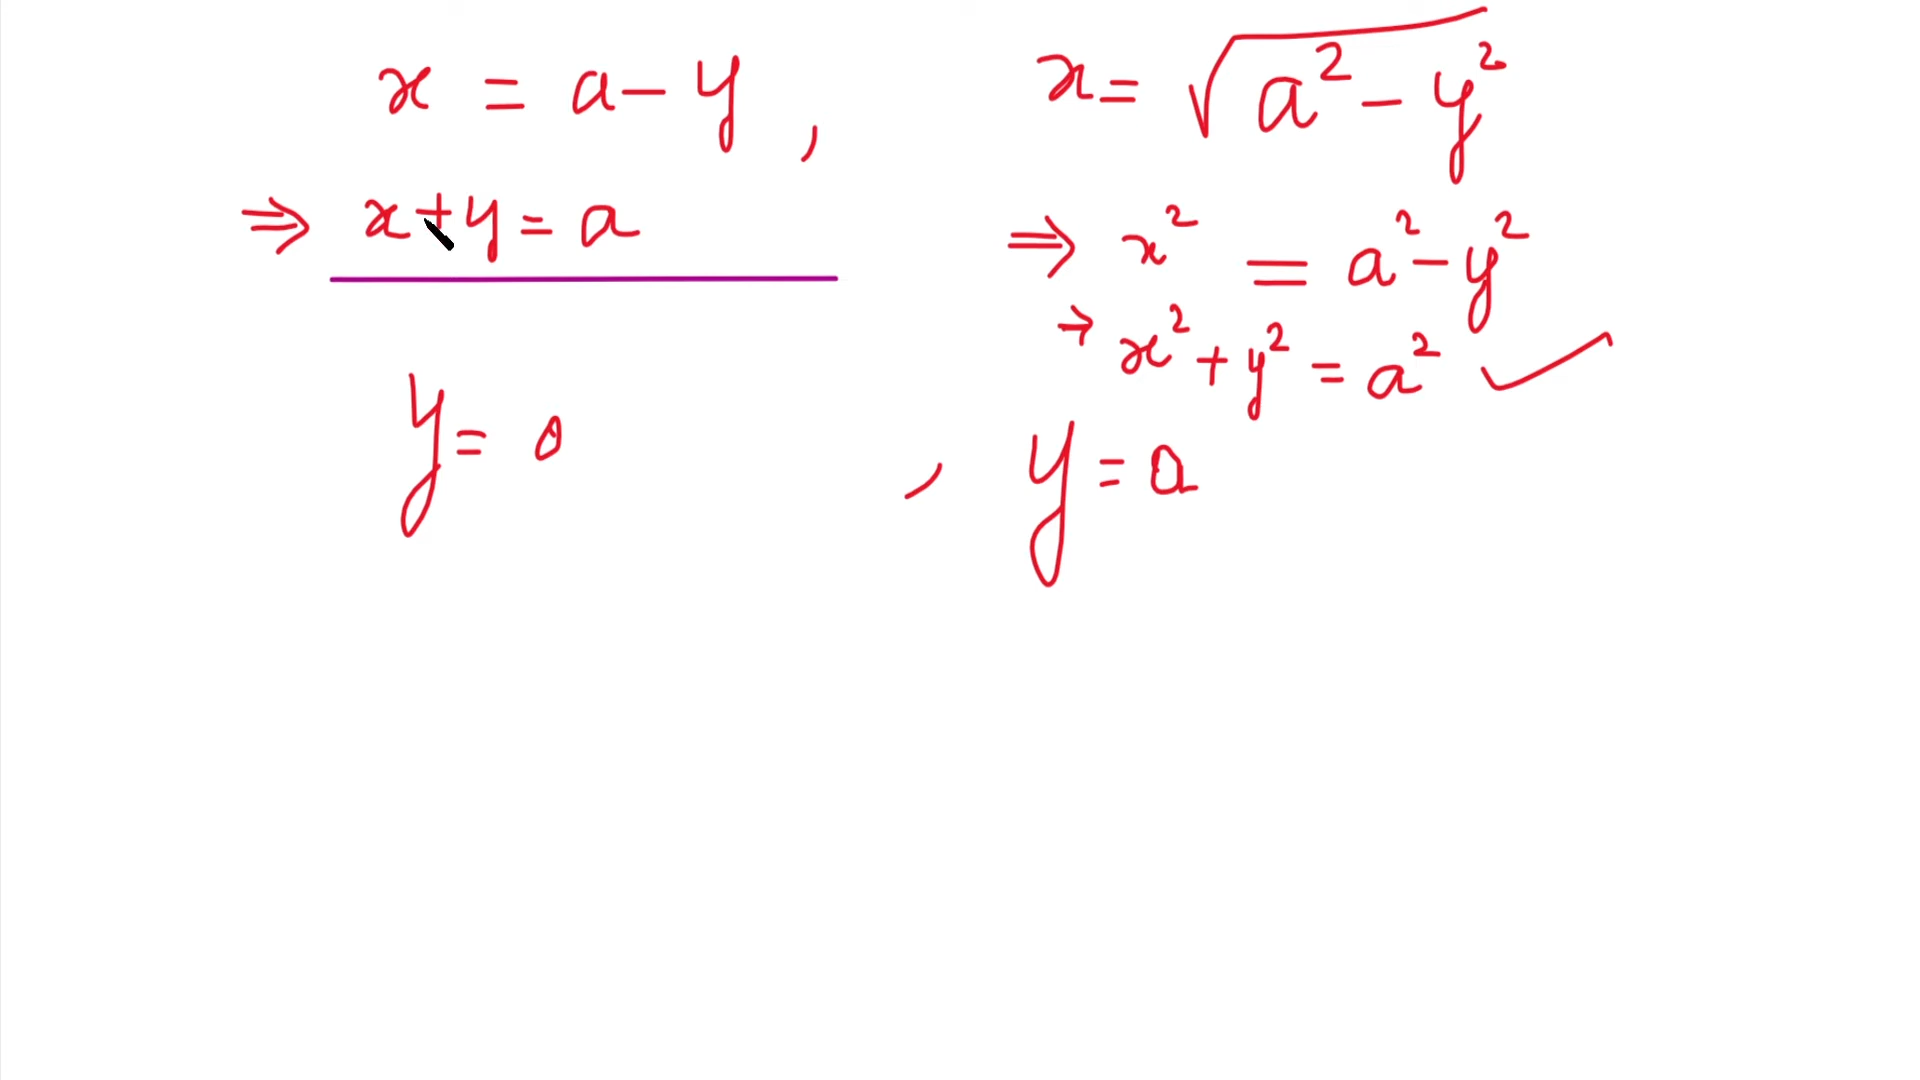 x = a - y , x = √(a² - y²)
⇒ x + y = a ⇒ x² = a² - y²
→ x² + y² = a² ✓
y = 0 , y = a